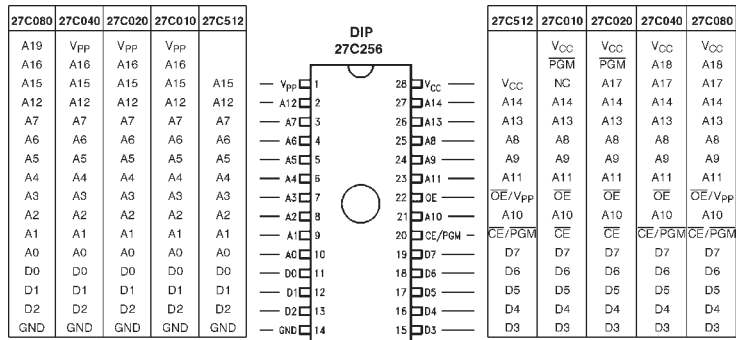 27C080 27C040 27C020 27C010 27C512
A19 VPP VPP VPP
A16 A16 A16 A16
A15 A15 A15 A15 A15
A12 A12 A12 A12 A12
A7 A7 A7 A7 A7
A6 A6 A6 A6 A6
A5 A5 A5 A5 A5
A4 A4 A4 A4 A4
A3 A3 A3 A3 A3
A2 A2 A2 A2 A2
A1 A1 A1 A1 A1
A0 A0 A0 A0 A0
D0 D0 D0 D0 D0
D1 D1 D1 D1 D1
D2 D2 D2 D2 D2
GND GND GND GND GND
DIP
27C256
VPP 1 28 VCC
A12 2 27 A14
A7 3 26 A13
A6 4 25 A8
A5 5 24 A9
A4 6 23 A11
A3 7 22 OE
A2 8 21 A10
A1 9 20 CE/PGM
A0 10 19 D7
D0 11 18 D6
D1 12 17 D5
D2 13 16 D4
GND 14 15 D3
27C512 27C010 27C020 27C040 27C080
VCC VCC VCC VCC
PGM PGM A18 A18
VCC NC A17 A17 A17
A14 A14 A14 A14 A14
A13 A13 A13 A13 A13
A8 A8 A8 A8 A8
A9 A9 A9 A9 A9
A11 A11 A11 A11 A11
OE/VPP OE OE OE OE/VPP
A10 A10 A10 A10 A10
CE/PGM CE CE CE/PGM CE/PGM
D7 D7 D7 D7 D7
D6 D6 D6 D6 D6
D5 D5 D5 D5 D5
D4 D4 D4 D4 D4
D3 D3 D3 D3 D3